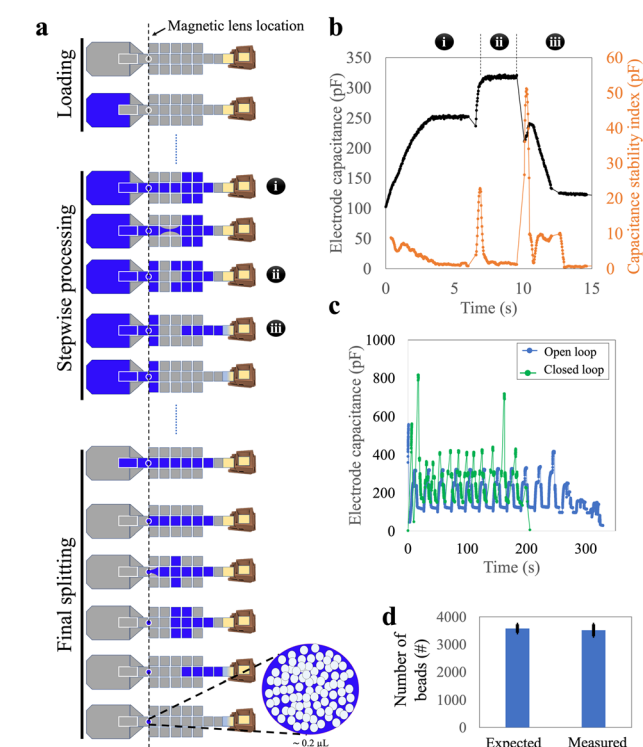 a
Magnetic lens location
Loading
Stepwise processing
i
ii
iii
Final splitting
~ 0.2 µL
b
i
ii
iii
Electrode capacitance (pF)
350
300
250
200
150
100
50
0
Capacitance stability index (pF)
60
50
40
30
20
10
0
0
5
10
15
Time (s)
c
Electrode capacitance (pF)
1000
800
600
400
200
0
Open loop
Closed loop
0
100
200
300
Time (s)
d
Number of
beads (#)
4000
3000
2000
1000
0
Expected
Measured